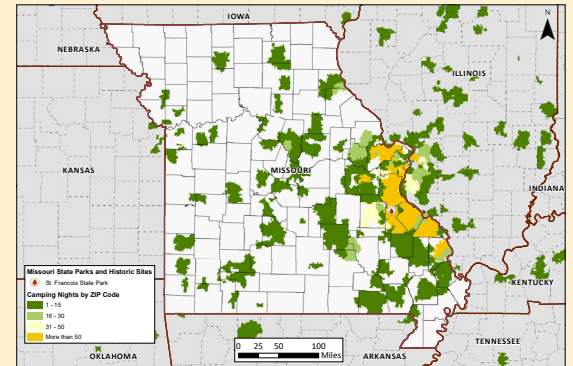 IOWA
N
NEBRASKA
ILLINOIS
KANSAS
MISSOURI
INDIANA
Missouri State Parks and Historic Sites
St. Francis State Park
Camping Nights by ZIP Code
1 - 15
16 - 30
31 - 50
More than 50
KENTUCKY
0 25 50 100
Miles
TENNESSEE
OKLAHOMA
ARKANSAS